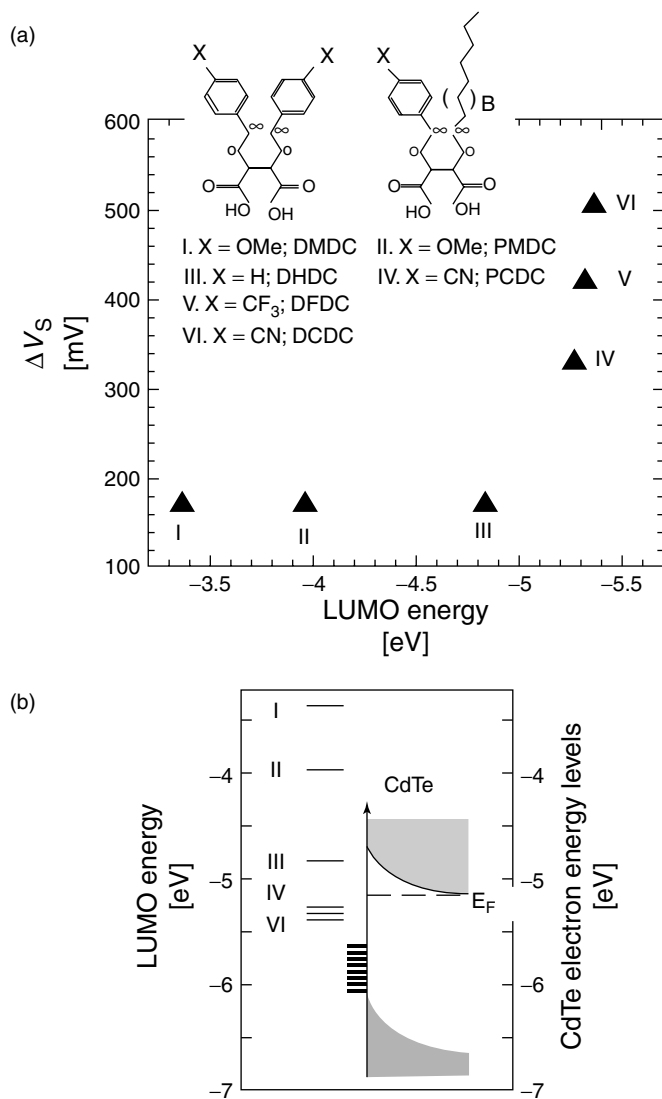 (a)
X X X
( ) B
∞ ∞ ∞ ∞
O O O O
O O O O
HO OH HO OH
I. X = OMe; DMDC II. X = OMe; PMDC
III. X = H; DHDC IV. X = CN; PCDC
V. X = CF₃; DFDC
VI. X = CN; DCDC
600
500
400
300
200
100
ΔV_S
[mV]
VI
V
IV
I II III
−3.5 −4 −4.5 −5 −5.5
LUMO energy
[eV]
(b)
I
II
III
IV
VI
−4
−5
−6
−7
LUMO energy
[eV]
CdTe
E_F
−4
−5
−6
−7
CdTe electron energy levels
[eV]